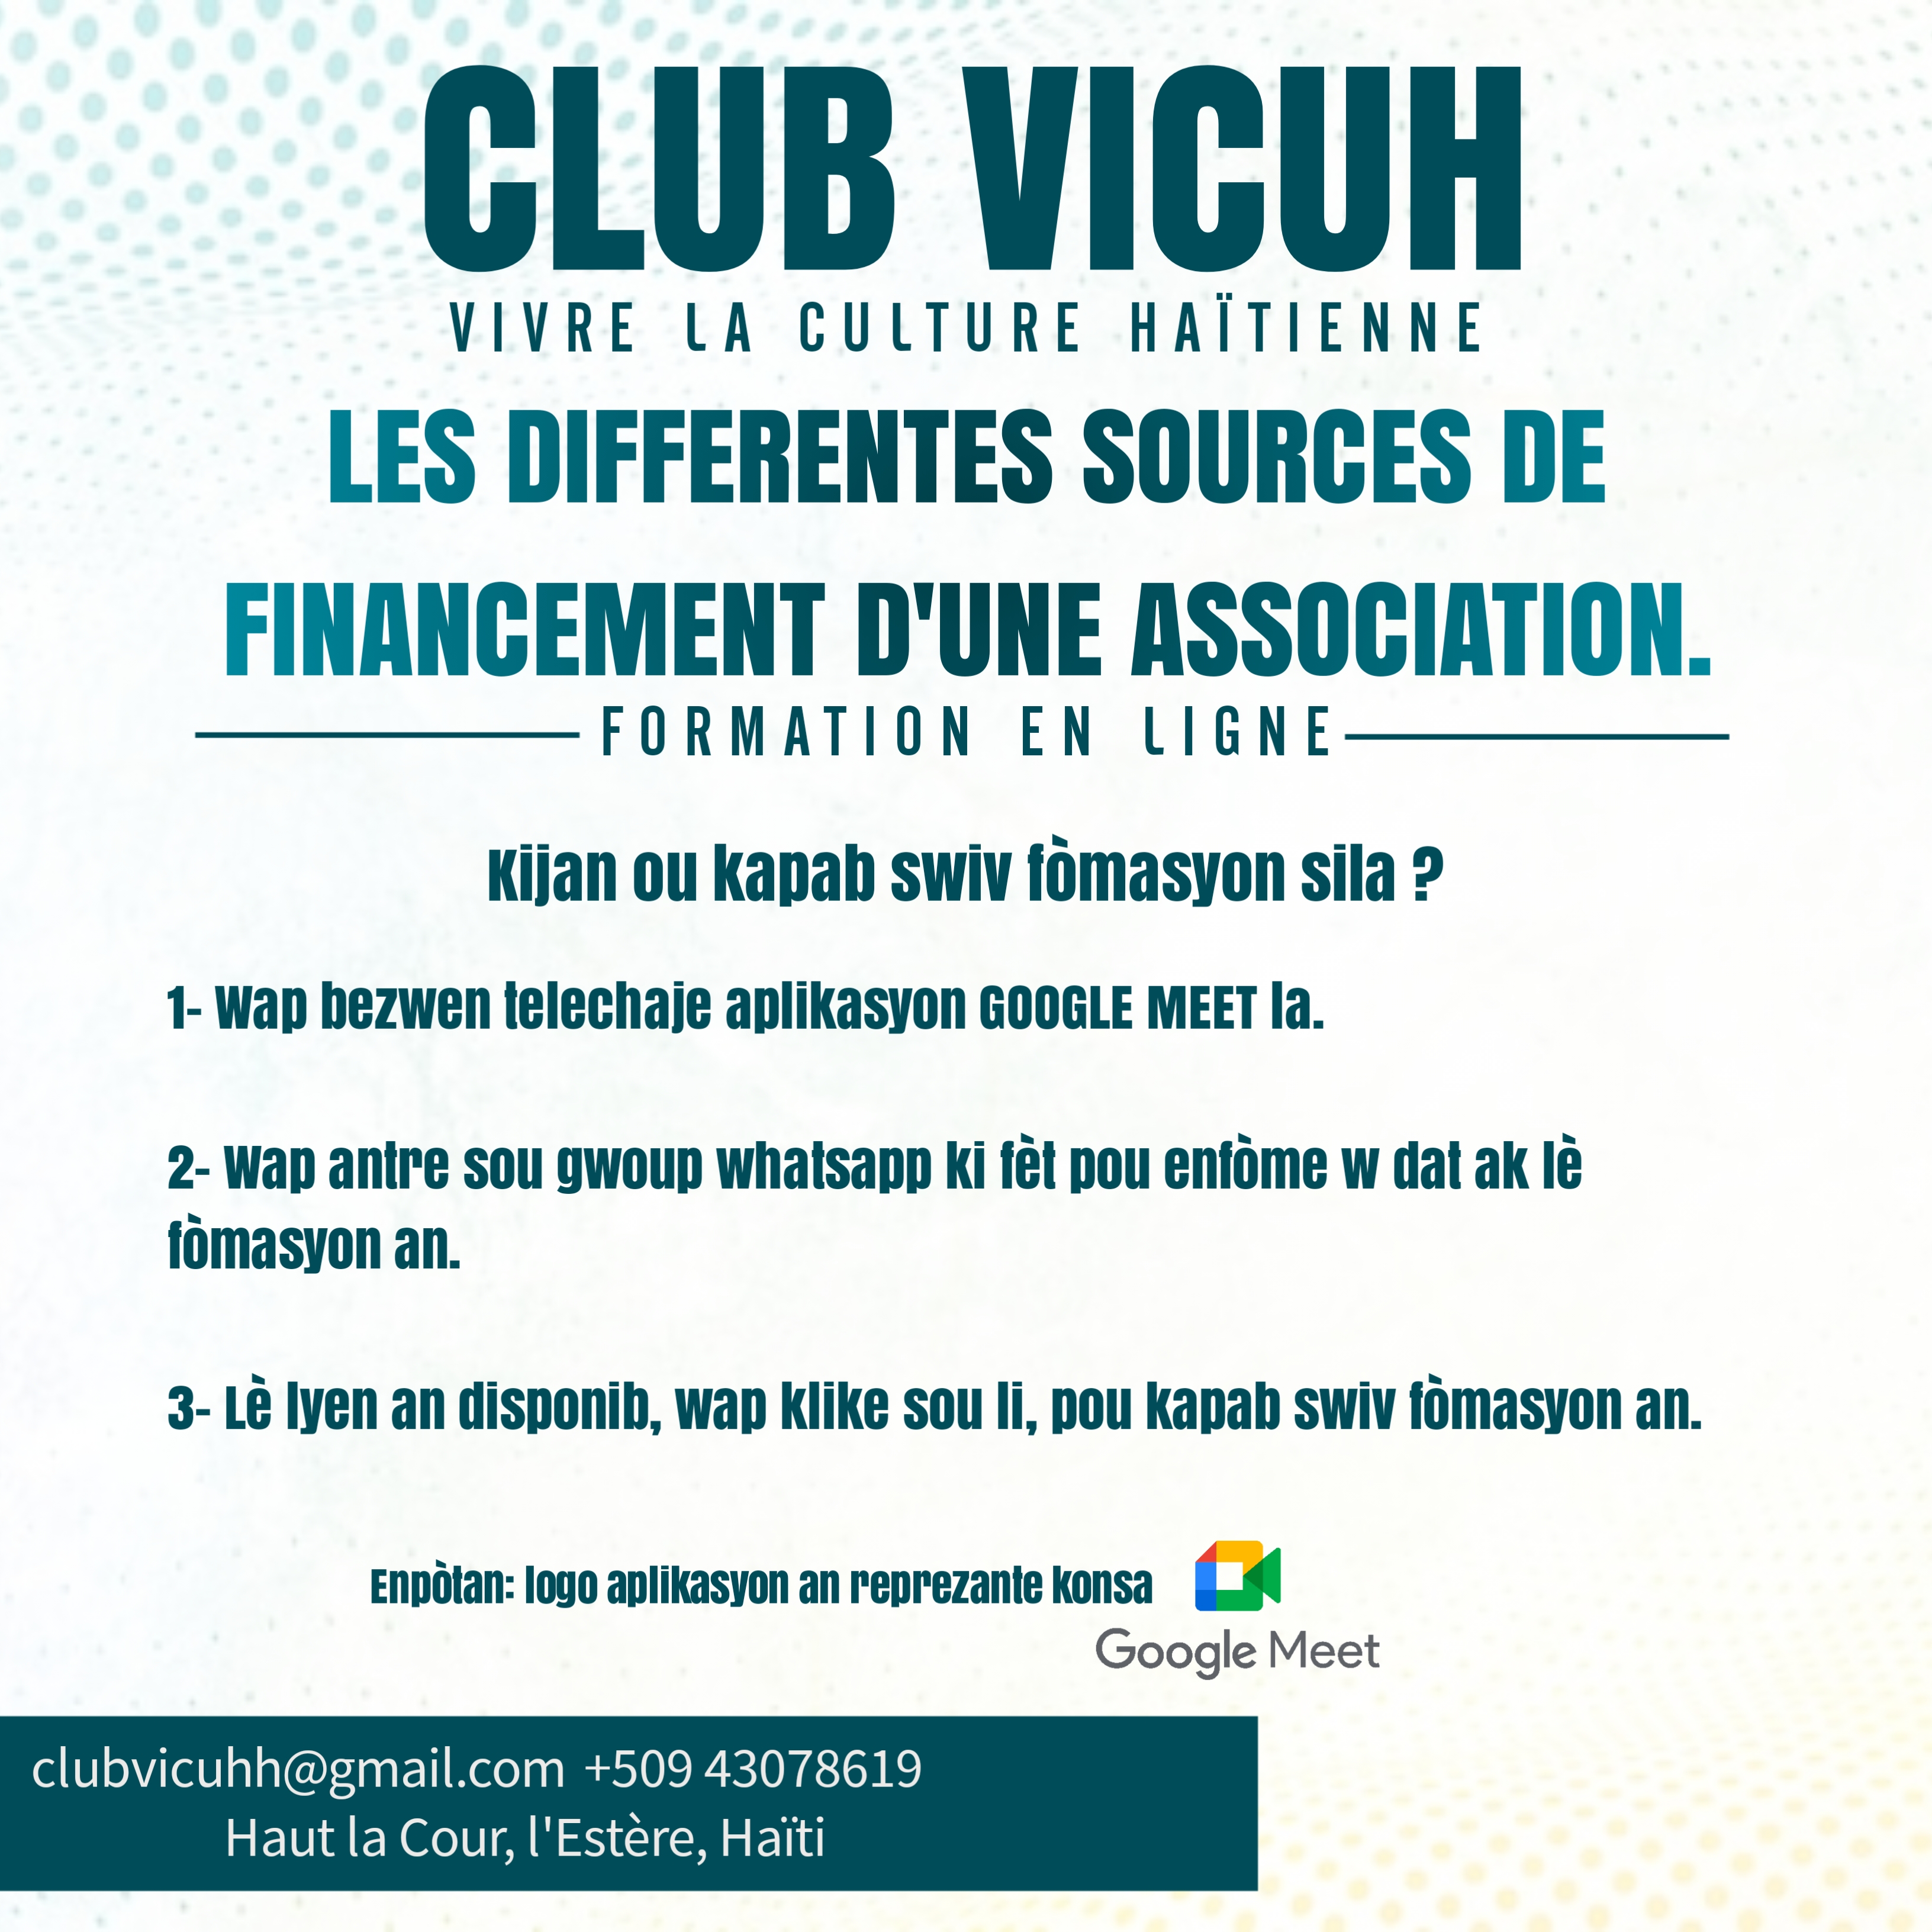 CLUB VICUH
VIVRE LA CULTURE HAÏTIENNE
LES DIFFERENTES SOURCES DE
FINANCEMENT D'UNE ASSOCIATION.
FORMATION EN LIGNE
Kijan ou kapab swiv fòmasyon sila ?
1- Wap bezwen telechaje aplikasyon GOOGLE MEET la.
2- Wap antre sou gwoup whatsapp ki fèt pou enfòme w dat ak lè
fòmasyon an.
3- Lè lyen an disponib, wap klike sou li, pou kapab swiv fòmasyon an.
Enpòtan: logo aplikasyon an reprezante konsa
Google Meet
clubvicuhh@gmail.com +509 43078619
Haut la Cour, l'Estère, Haïti